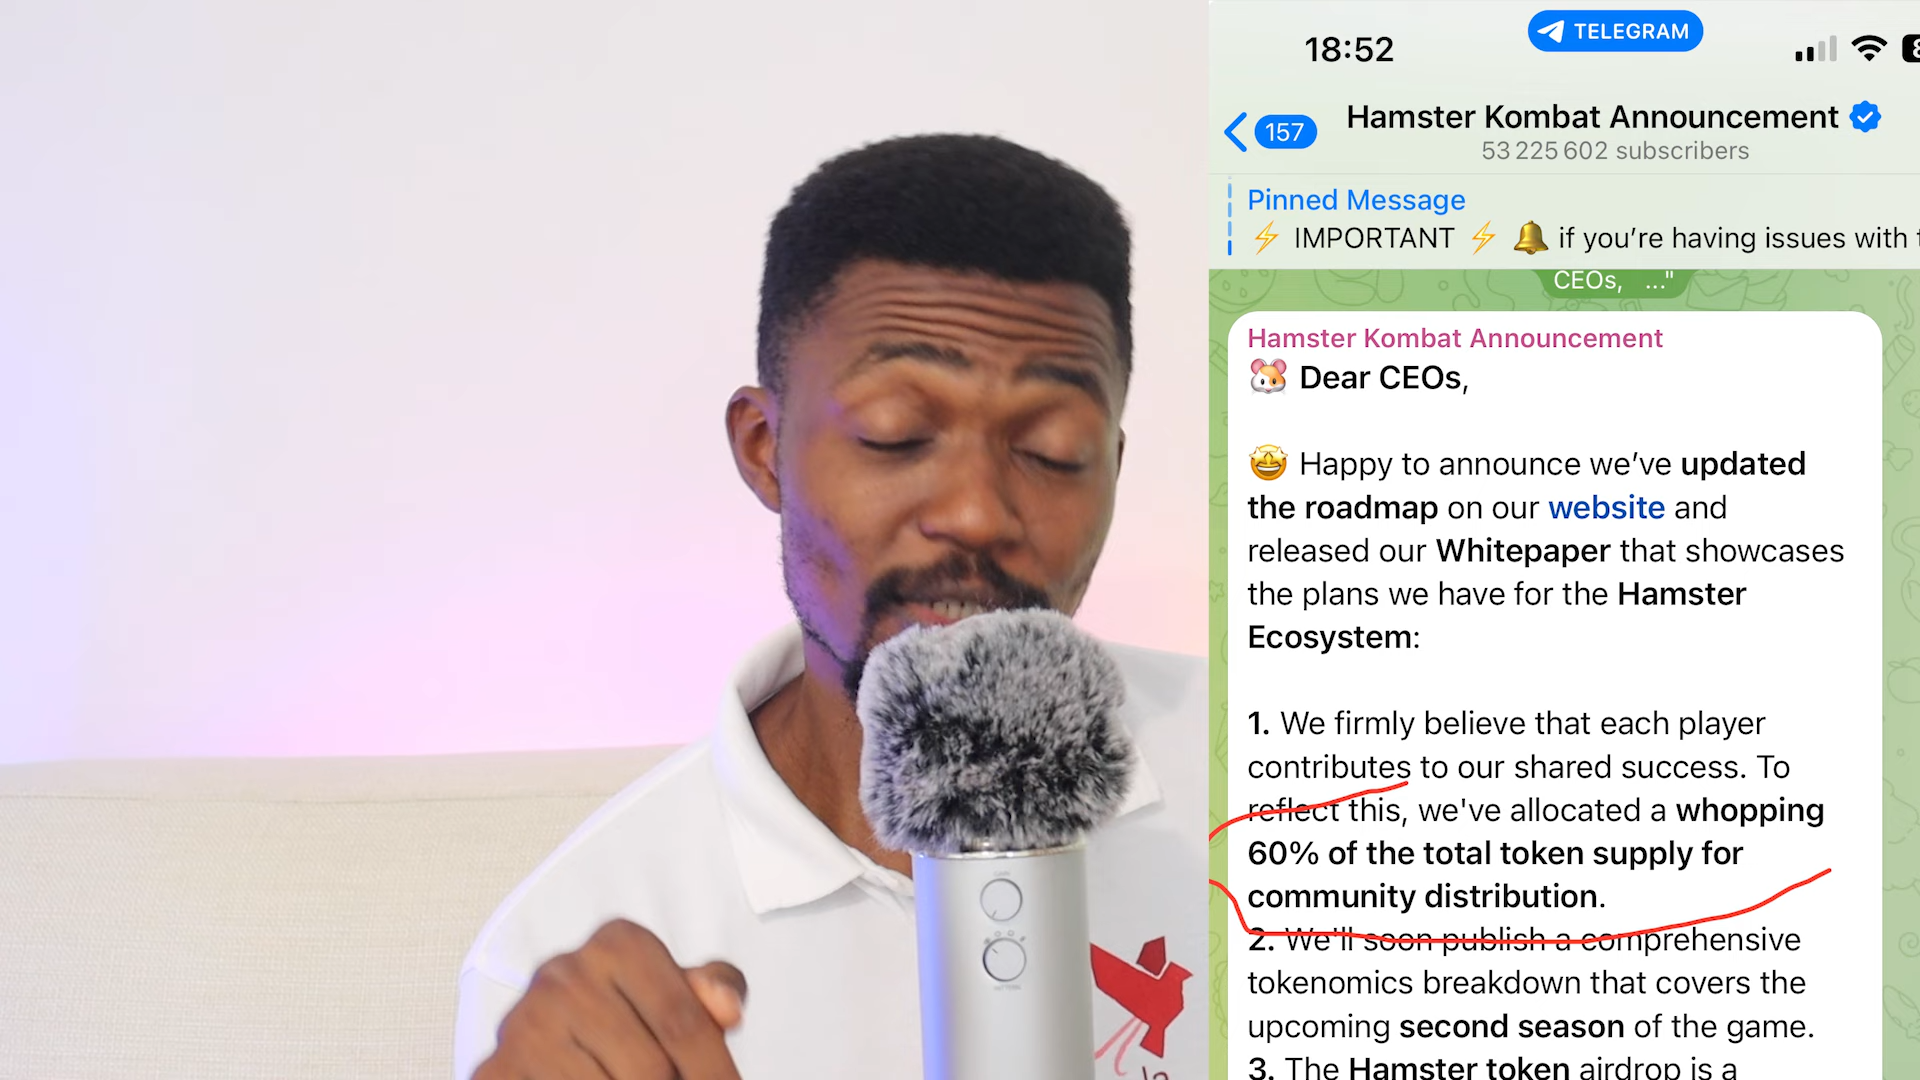 TELEGRAM
18:52
157
Hamster Kombat Announcement
53 225 602 subscribers
Pinned Message
⚡ IMPORTANT ⚡ 🔔 if you're having issues with
CEOs, ..."
Hamster Kombat Announcement
🐹 Dear CEOs,
🤩 Happy to announce we've updated
the roadmap on our website and
released our Whitepaper that showcases
the plans we have for the Hamster
Ecosystem:
1. We firmly believe that each player
contributes to our shared success. To
reflect this, we've allocated a whopping
60% of the total token supply for
community distribution.
2. We'll soon publish a comprehensive
tokenomics breakdown that covers the
upcoming second season of the game.
3. The Hamster token airdrop is a